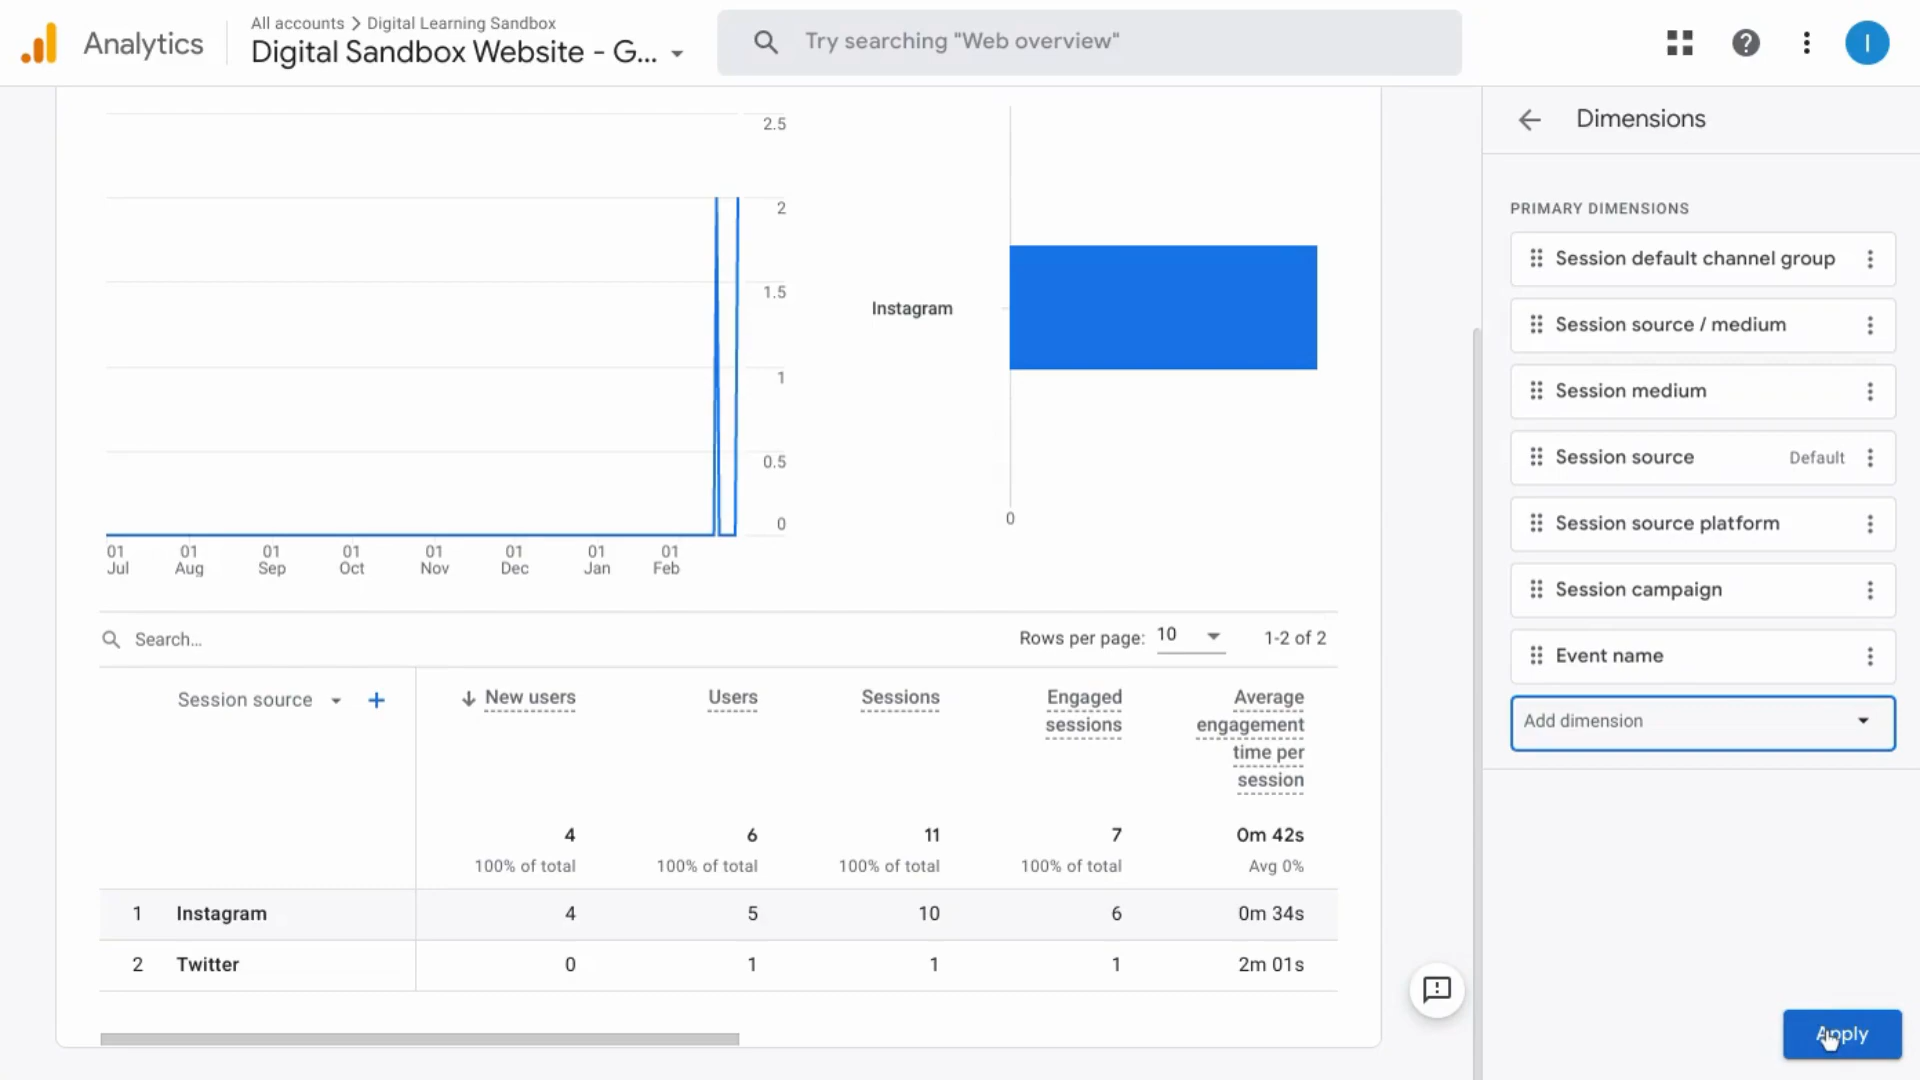 Analytics
All accounts > Digital Learning Sandbox
Digital Sandbox Website - G...
Try searching "Web overview"
I
2.5
2
1.5
1
0.5
0
01 Jul
01 Aug
01 Sep
01 Oct
01 Nov
01 Dec
01 Jan
01 Feb
Instagram
0
Search...
Rows per page: 10
1-2 of 2
Session source
New users
Users
Sessions
Engaged
sessions
Average
engagement
time per
session
4
6
11
7
0m 42s
100% of total
100% of total
100% of total
100% of total
Avg 0%
1 Instagram 4 5 10 6 0m 34s
2 Twitter 0 1 1 1 2m 01s
Dimensions
PRIMARY DIMENSIONS
Session default channel group
Session source / medium
Session medium
Session source Default
Session source platform
Session campaign
Event name
Add dimension
Apply